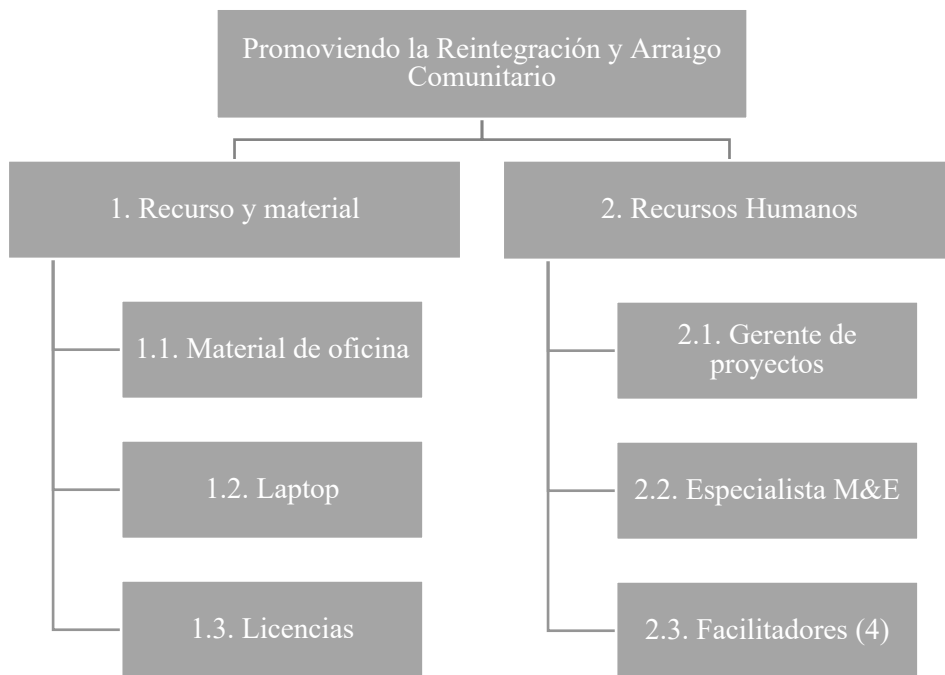 Promoviendo la Reintegración y Arraigo
Comunitario
1. Recurso y material
2. Recursos Humanos
1.1. Material de oficina
2.1. Gerente de
proyectos
1.2. Laptop
2.2. Especialista M&E
1.3. Licencias
2.3. Facilitadores (4)